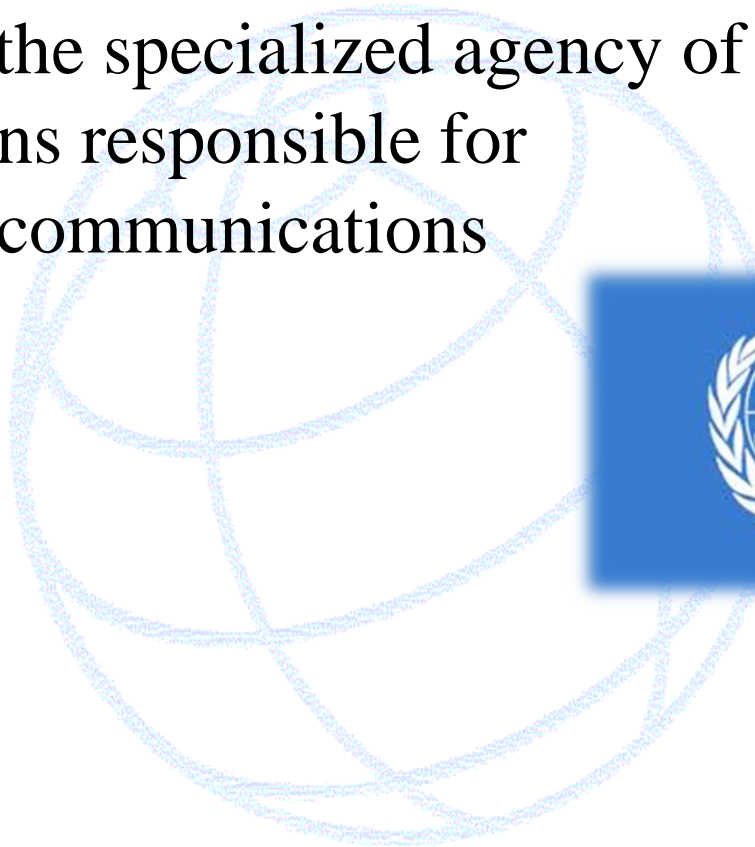 the specialized agency of
ns responsible for
communications